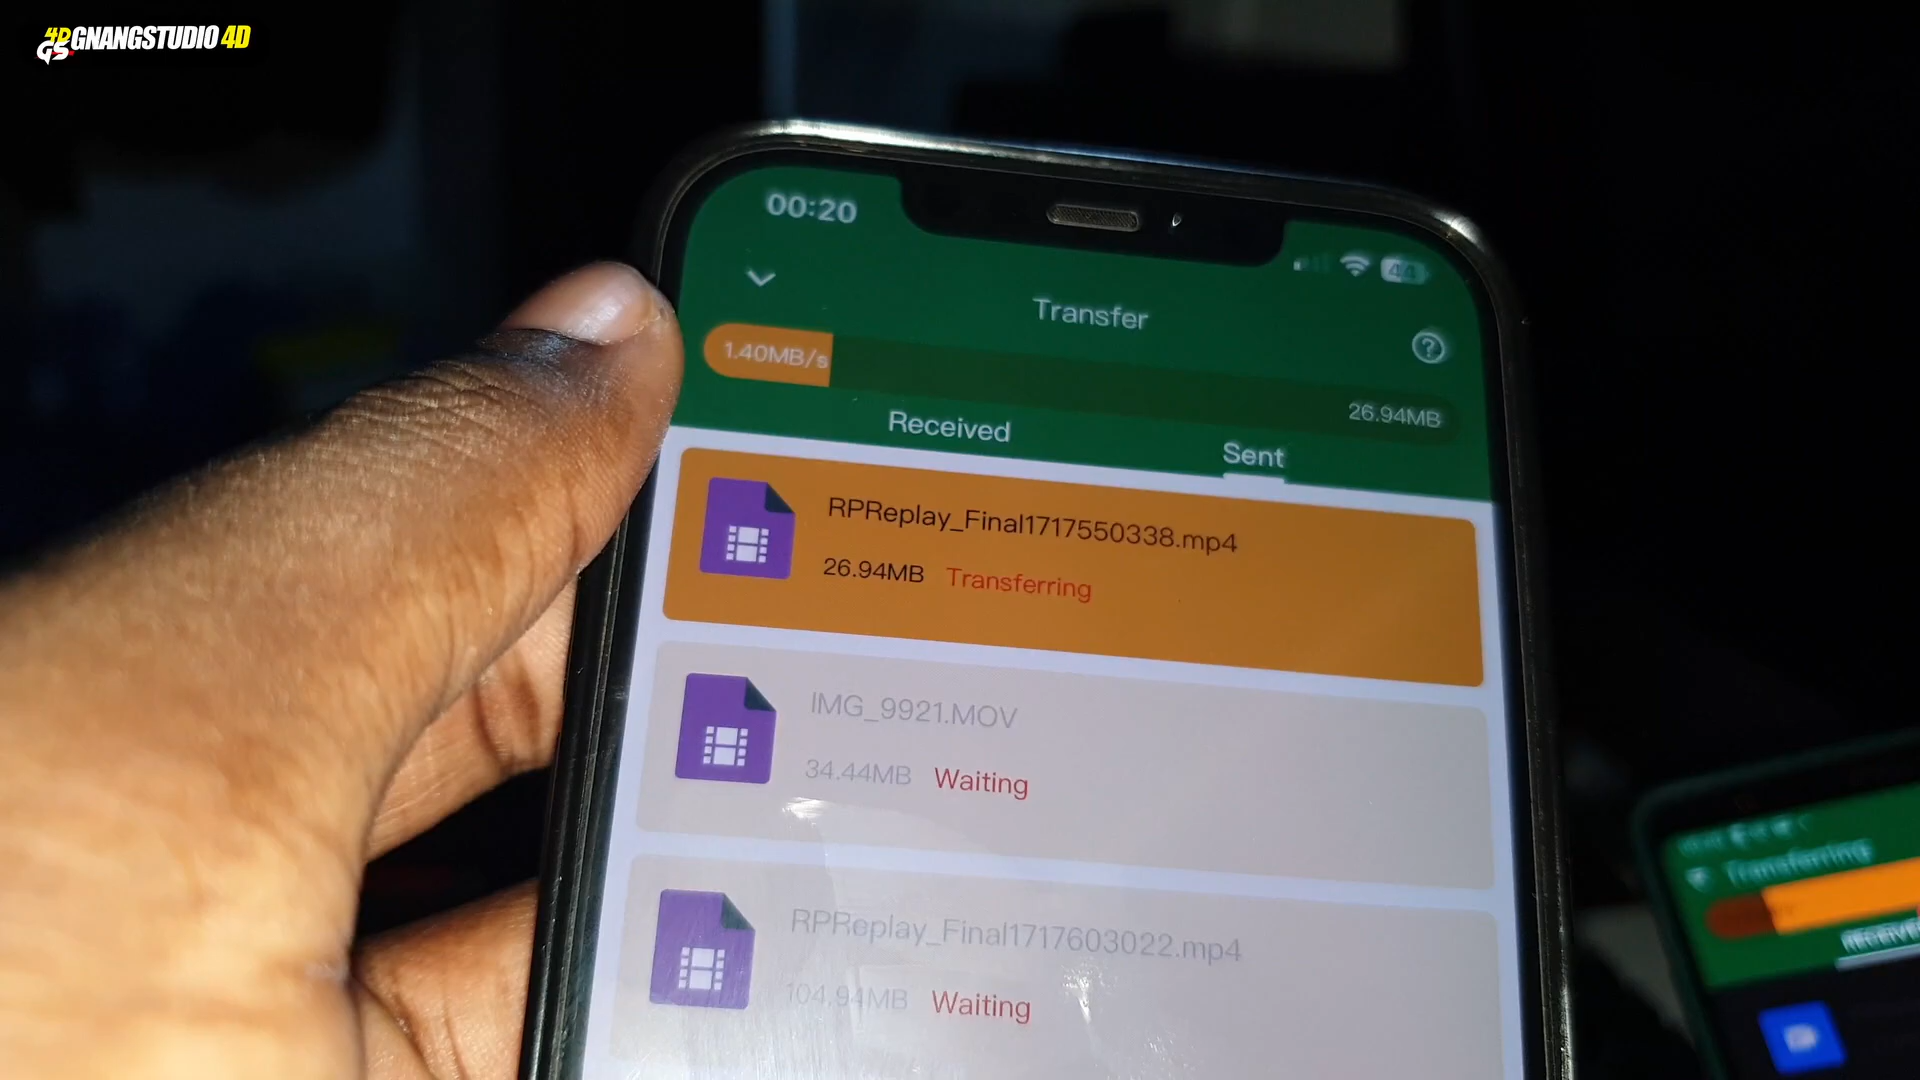 GNANGSTUDIO 4D
00:20
44
Transfer
1.40MB/s
26.94MB
Received
Sent
RPReplay_Final1717550338.mp4
26.94MB Transferring
IMG_9921.MOV
34.44MB Waiting
RPReplay_Final1717603022.mp4
104.94MB Waiting
Transferring